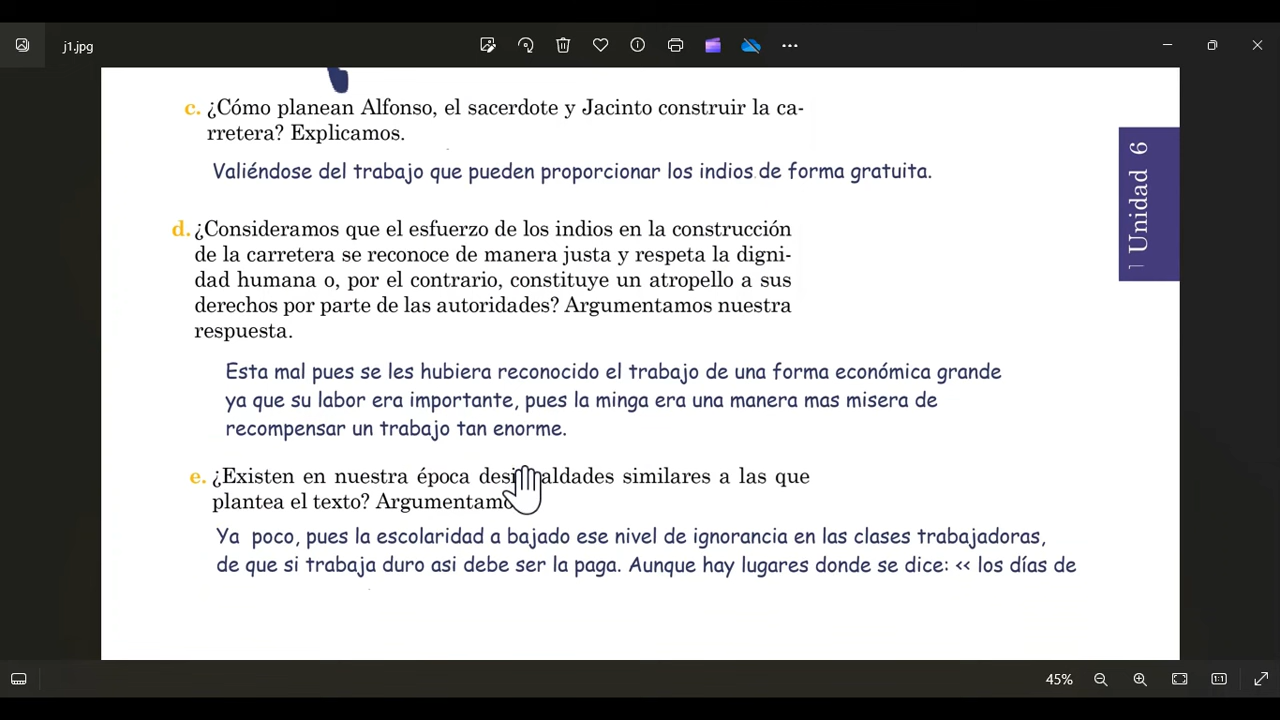 j1.jpg
c. ¿Cómo planean Alfonso, el sacerdote y Jacinto construir la ca-
rretera? Explicamos.
Valiéndose del trabajo que pueden proporcionar los indios de forma gratuita.
Unidad 6
d. ¿Consideramos que el esfuerzo de los indios en la construcción
de la carretera se reconoce de manera justa y respeta la digni-
dad humana o, por el contrario, constituye un atropello a sus
derechos por parte de las autoridades? Argumentamos nuestra
respuesta.
Esta mal pues se les hubiera reconocido el trabajo de una forma económica grande
ya que su labor era importante, pues la minga era una manera mas misera de
recompensar un trabajo tan enorme.
e. ¿Existen en nuestra época similares a las que
plantea el texto?
Ya poco, pues la escolaridad a bajado ese nivel de ignorancia en las clases trabajadoras,
de que si trabaja duro asi debe ser la paga. Aunque hay lugares donde se dice: << los días de
45%